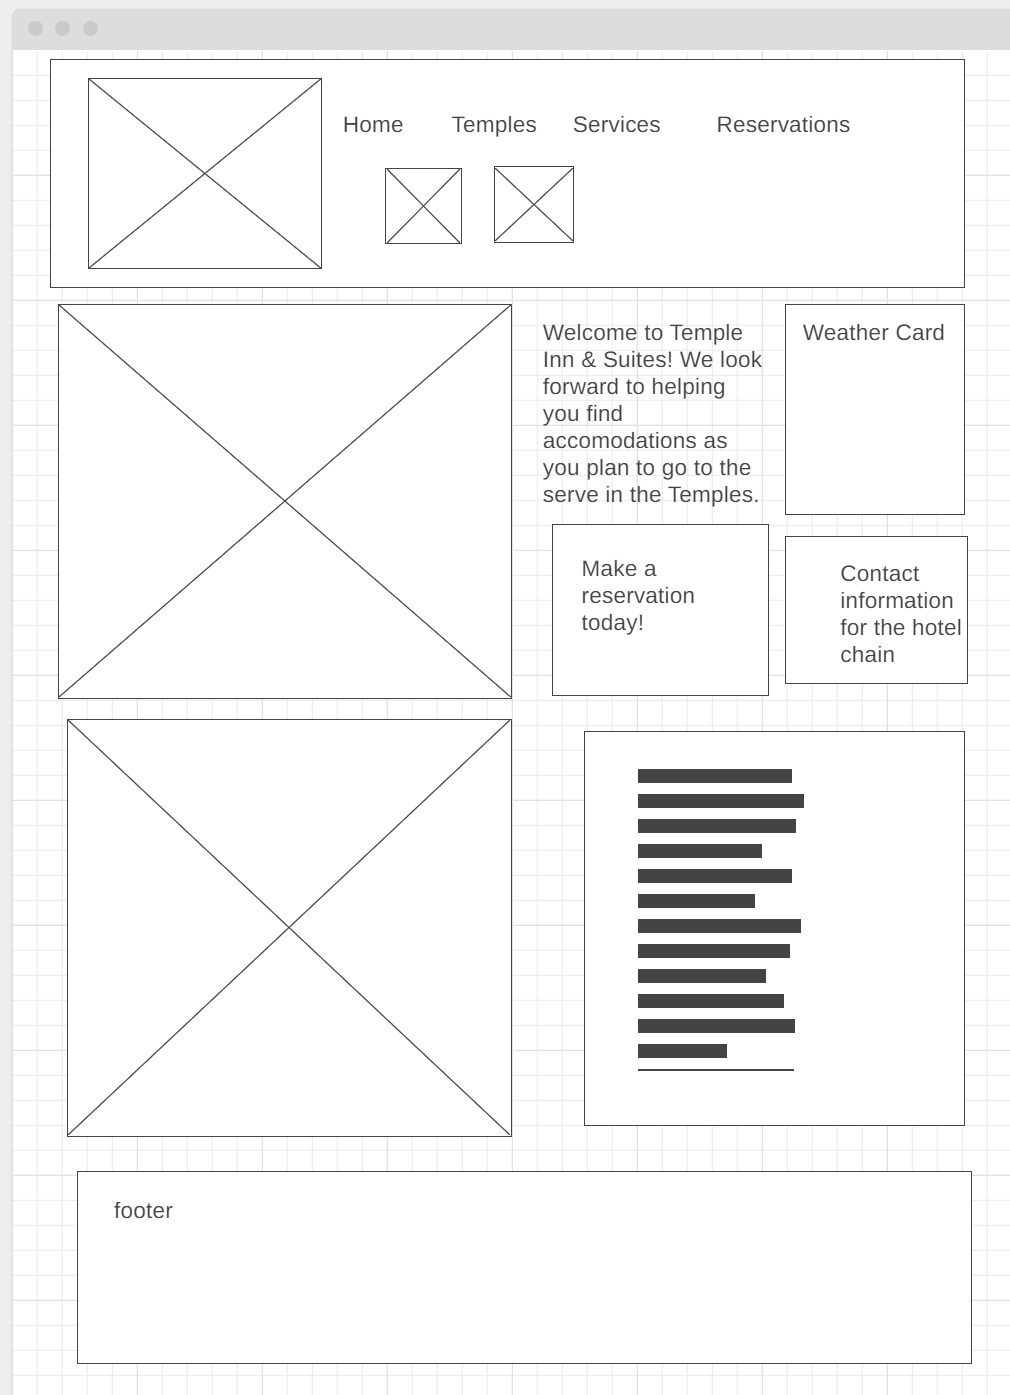 Home Temples Services Reservations
Welcome to Temple
Inn & Suites! We look
forward to helping
you find
accomodations as
you plan to go to the
serve in the Temples.
Weather Card
Make a
reservation
today!
Contact
information
for the hotel
chain
footer